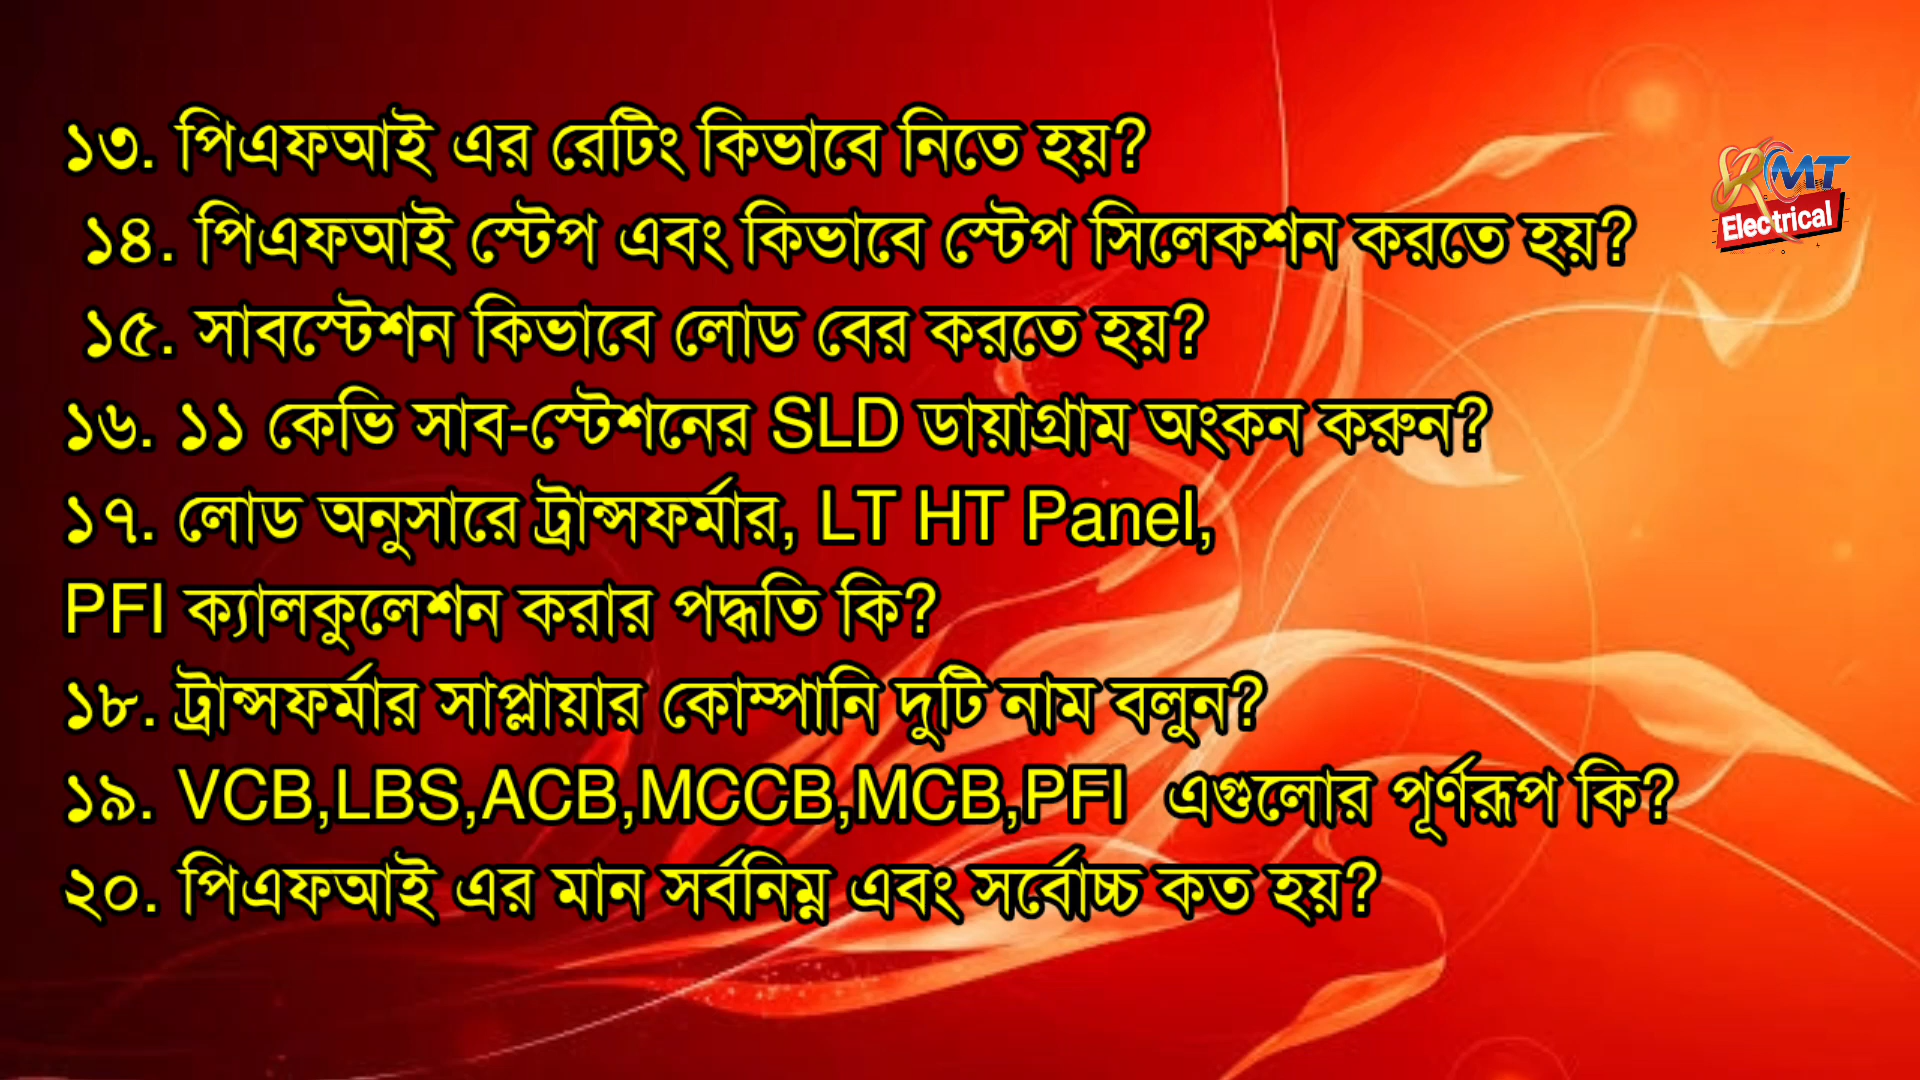 ১৩. পিএফআই এর রেটিং কিভাবে নিতে হয়?
১৪. পিএফআই স্টেপ এবং কিভাবে স্টেপ সিলেকশন করতে হয়?
১৫. সাবস্টেশন কিভাবে লোড বের করতে হয়?
১৬. ১১ কেভি সাব-স্টেশনের SLD ডায়াগ্রাম অংকন করুন?
১৭. লোড অনুসারে ট্রান্সফর্মার, LT HT Panel,
PFI ক্যালকুলেশন করার পদ্ধতি কি?
১৮. ট্রান্সফর্মার সাপ্লায়ার কোম্পানি দুটি নাম বলুন?
১৯. VCB,LBS,ACB,MCCB,MCB,PFI এগুলোর পূর্ণরূপ কি?
২০. পিএফআই এর মান সর্বনিম্ন এবং সর্বোচ্চ কত হয়?
RMT
Electrical